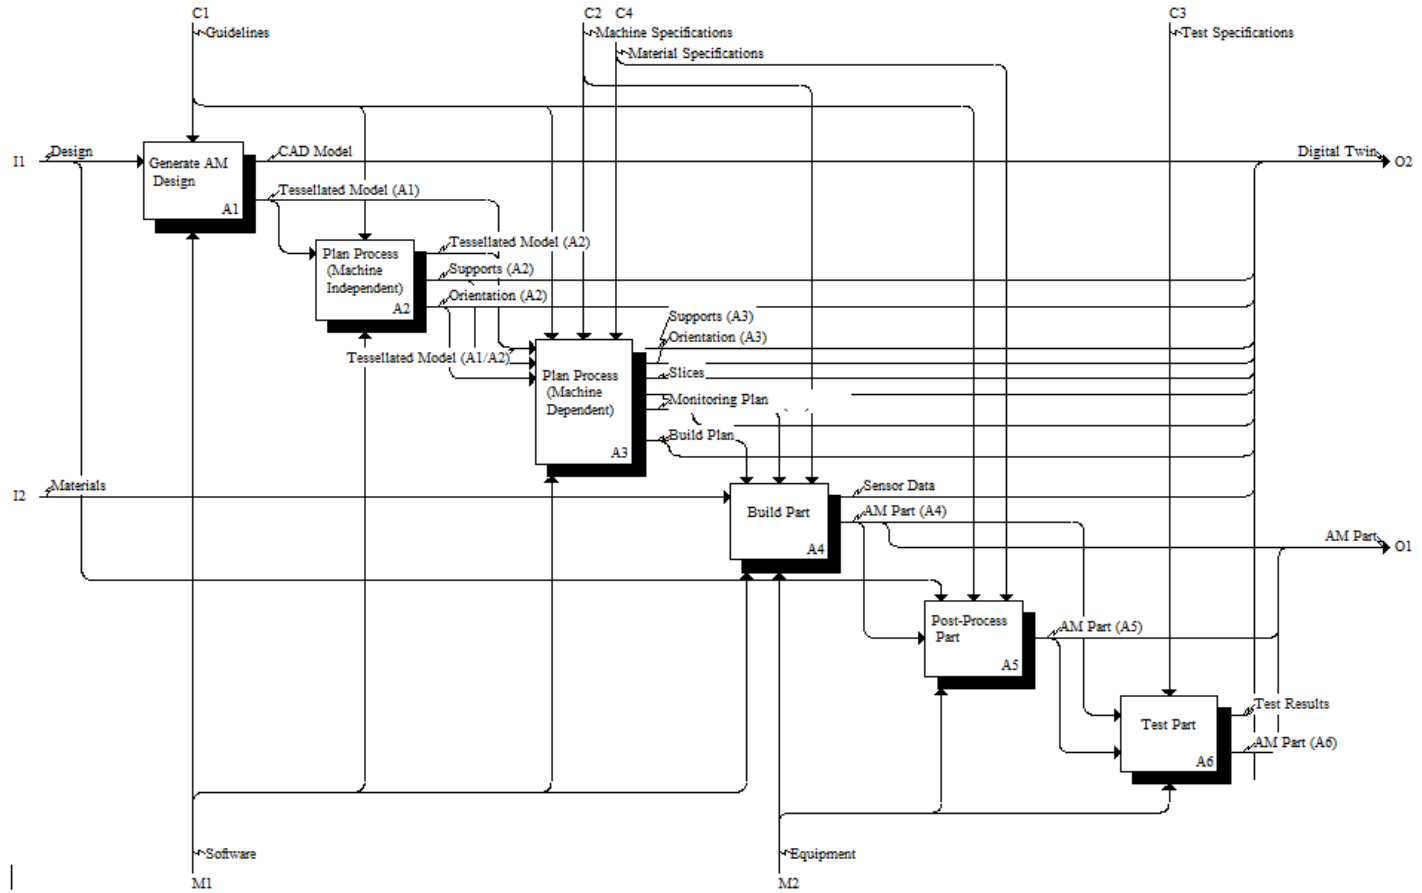 C1
C2 C4
C3
Guidelines
Machine Specifications
Test Specifications
Material Specifications
I1
Design
Generate AM
Design
A1
CAD Model
Digital Twin
O2
Tessellated Model (A1)
Plan Process
(Machine
Independent)
A2
Tessellated Model (A2)
Supports (A2)
Orientation (A2)
Tessellated Model (A1/A2)
Plan Process
(Machine
Dependent)
A3
Supports (A3)
Orientation (A3)
Slices
Monitoring Plan
Build Plan
I2
Materials
Build Part
A4
Sensor Data
AM Part (A4)
AM Part
O1
Post-Process
Part
A5
AM Part (A5)
Test Part
A6
Test Results
AM Part (A6)
Software
M1
Equipment
M2